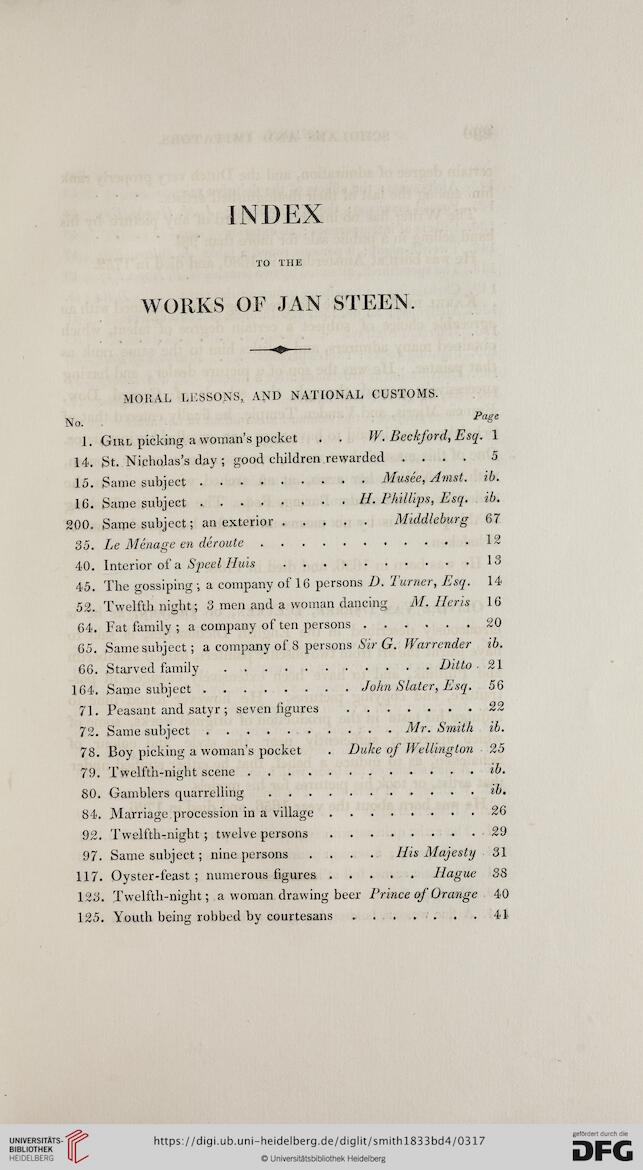 INDEX
TO THE
WORKS OF JAN STEEN.
MORAL LESSONS, AND NATIONAL CUSTOMS.
No. Page
1. GIRL picking a woman's pocket . . W. Beckford, Esq. 1
14. St. Nicholas's day ; good children rewarded . . . . 5
15. Same subject . . . . . . . . . . Musée, Amst. ib.
16. Same subject . . . . . . . . H. Phillips, Esq. ib.
200. Same subject ; an exterior . . . . . Middleburg 67
35. Le Ménage en déroute . . . . . . . . . . . 12
40. Interior of a Speel Huis . . . . . . . . . . 13
45. The gossiping ; a company of 16 persons D. Turner, Esq. 14
52. Twelfth night ; 3 men and a woman dancing M. Heris 16
64. Fat family ; a company of ten persons . . . . . . 20
65. Same subject ; a company of 8 persons Sir G. Warrender ib.
66. Starved family . . . . . . . . . . . Ditto . 21
164. Same subject . . . . . . . . John Slater, Esq. 56
71. Peasant and satyr ; seven figures . . . . . . . 22
72. Same subject . . . . . . . . . . Mr. Smith ib.
78. Boy picking a woman's pocket . Duke of Wellington 25
79. Twelfth-night scene . . . . . . . . . . . . ib.
80. Gamblers quarrelling . . . . . . . . . . . ib.
84. Marriage procession in a village . . . . . . . . 26
92. Twelfth-night ; twelve persons . . . . . . . . 29
97. Same subject ; nine persons . . . . His Majesty 31
117. Oyster-feast ; numerous figures . . . . . Hague 38
123. Twelfth-night ; a woman drawing beer Prince of Orange 40
125. Youth being robbed by courtesans . . . . . . . 41
UNIVERSITÄTS-
BIBLIOTHEK
HEIDELBERG
https://digi.ub.uni-heidelberg.de/diglit/smith1833bd4/0317
© Universitätsbibliothek Heidelberg
gefördert durch die
DFG